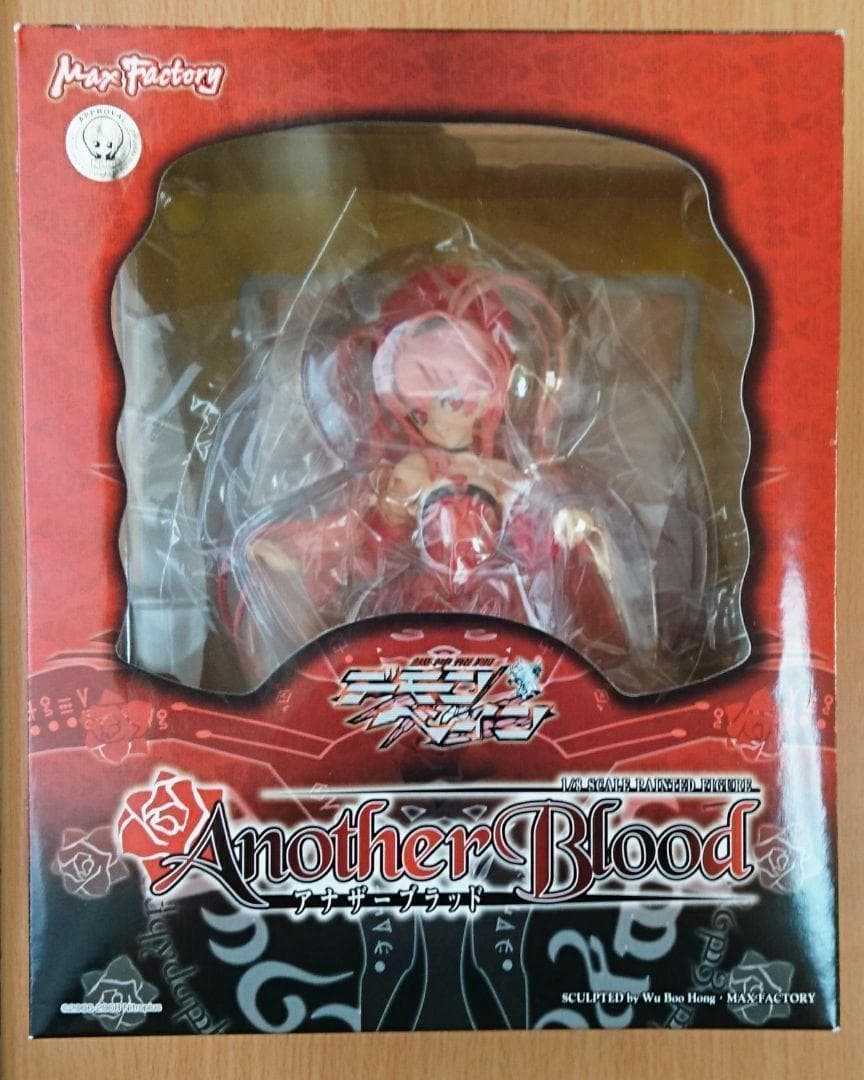 Max Factory
APPROVAL
デモンベイン
1/8 SCALE PAINTED FIGURE
Another Blood
アナザーブラッド
SCULPTED by Wu Boo Hong・MAX FACTORY
Nitroplus